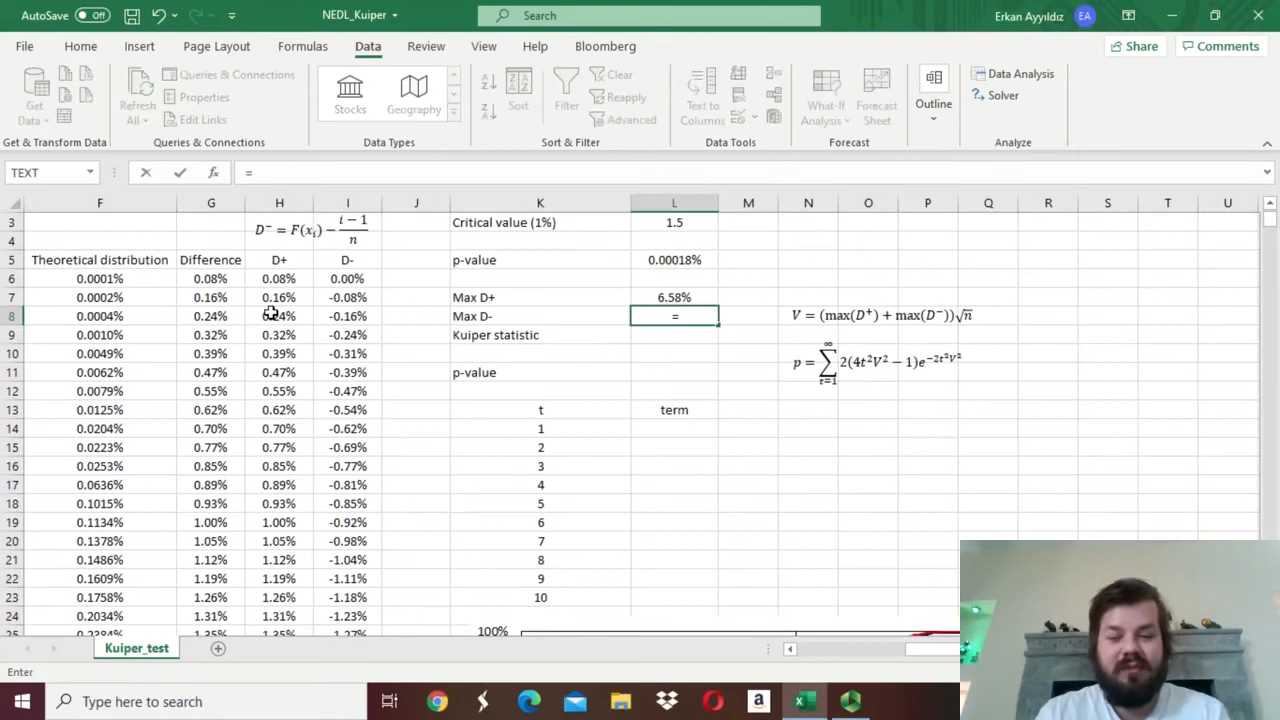 AutoSave Off NEDL_Kuiper Search Erkan Ayyıldız EA
File Home Insert Page Layout Formulas Data Review View Help Bloomberg Share Comments
Get Data Refresh All Queries & Connections Properties Edit Links Stocks Geography Sort Filter Clear Reapply Advanced Text to Columns What-If Analysis Forecast Sheet Outline Data Analysis Solver
Get & Transform Data Queries & Connections Data Types Sort & Filter Data Tools Forecast Analyze
TEXT fx =
F G H I J K L M N O P Q R S T U
3 Critical value (1%) 1.5
4 D⁻ = F(xᵢ) − (i − 1)/n
5 Theoretical distribution Difference D+ D- p-value 0.00018%
6 0.0001% 0.08% 0.08% 0.00%
7 0.0002% 0.16% 0.16% -0.08% Max D+ 6.58%
8 0.0004% 0.24% -0.16% Max D- = V = (max(D⁺) + max(D⁻))√n
9 0.0010% 0.32% 0.32% -0.24% Kuiper statistic
10 0.0049% 0.39% 0.39% -0.31% p = ∑ t=1 ∞ 2(4t²V² − 1)e^−2t²V²
11 0.0062% 0.47% 0.47% -0.39% p-value
12 0.0079% 0.55% 0.55% -0.47%
13 0.0125% 0.62% 0.62% -0.54% t term
14 0.0204% 0.70% 0.70% -0.62% 1
15 0.0223% 0.77% 0.77% -0.69% 2
16 0.0253% 0.85% 0.85% -0.77% 3
17 0.0636% 0.89% 0.89% -0.81% 4
18 0.1015% 0.93% 0.93% -0.85% 5
19 0.1134% 1.00% 1.00% -0.92% 6
20 0.1378% 1.05% 1.05% -0.98% 7
21 0.1486% 1.12% 1.12% -1.04% 8
22 0.1609% 1.19% 1.19% -1.11% 9
23 0.1758% 1.26% 1.26% -1.18% 10
24 0.2034% 1.31% 1.31% -1.23%
100%
Kuiper_test
Enter
Type here to search